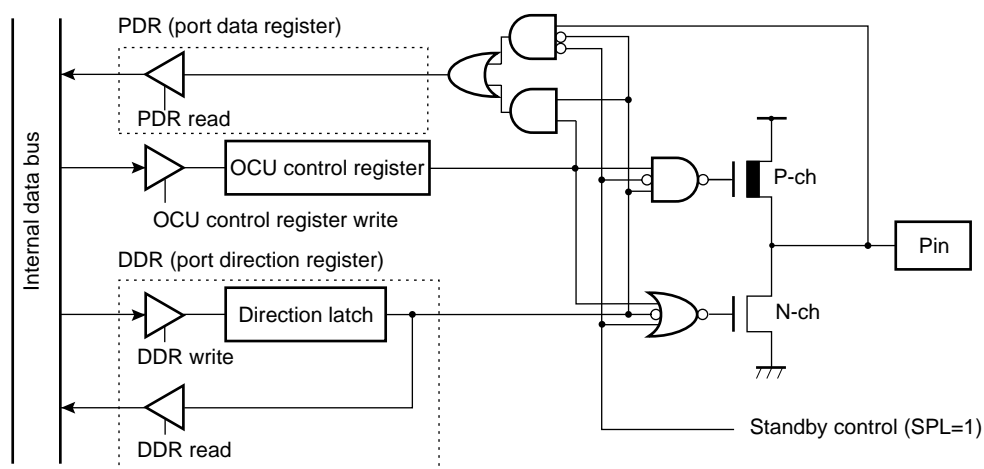 PDR (port data register)
PDR read
OCU control register
OCU control register write
P-ch
Pin
Internal data bus
DDR (port direction register)
Direction latch
N-ch
DDR write
DDR read
Standby control (SPL=1)